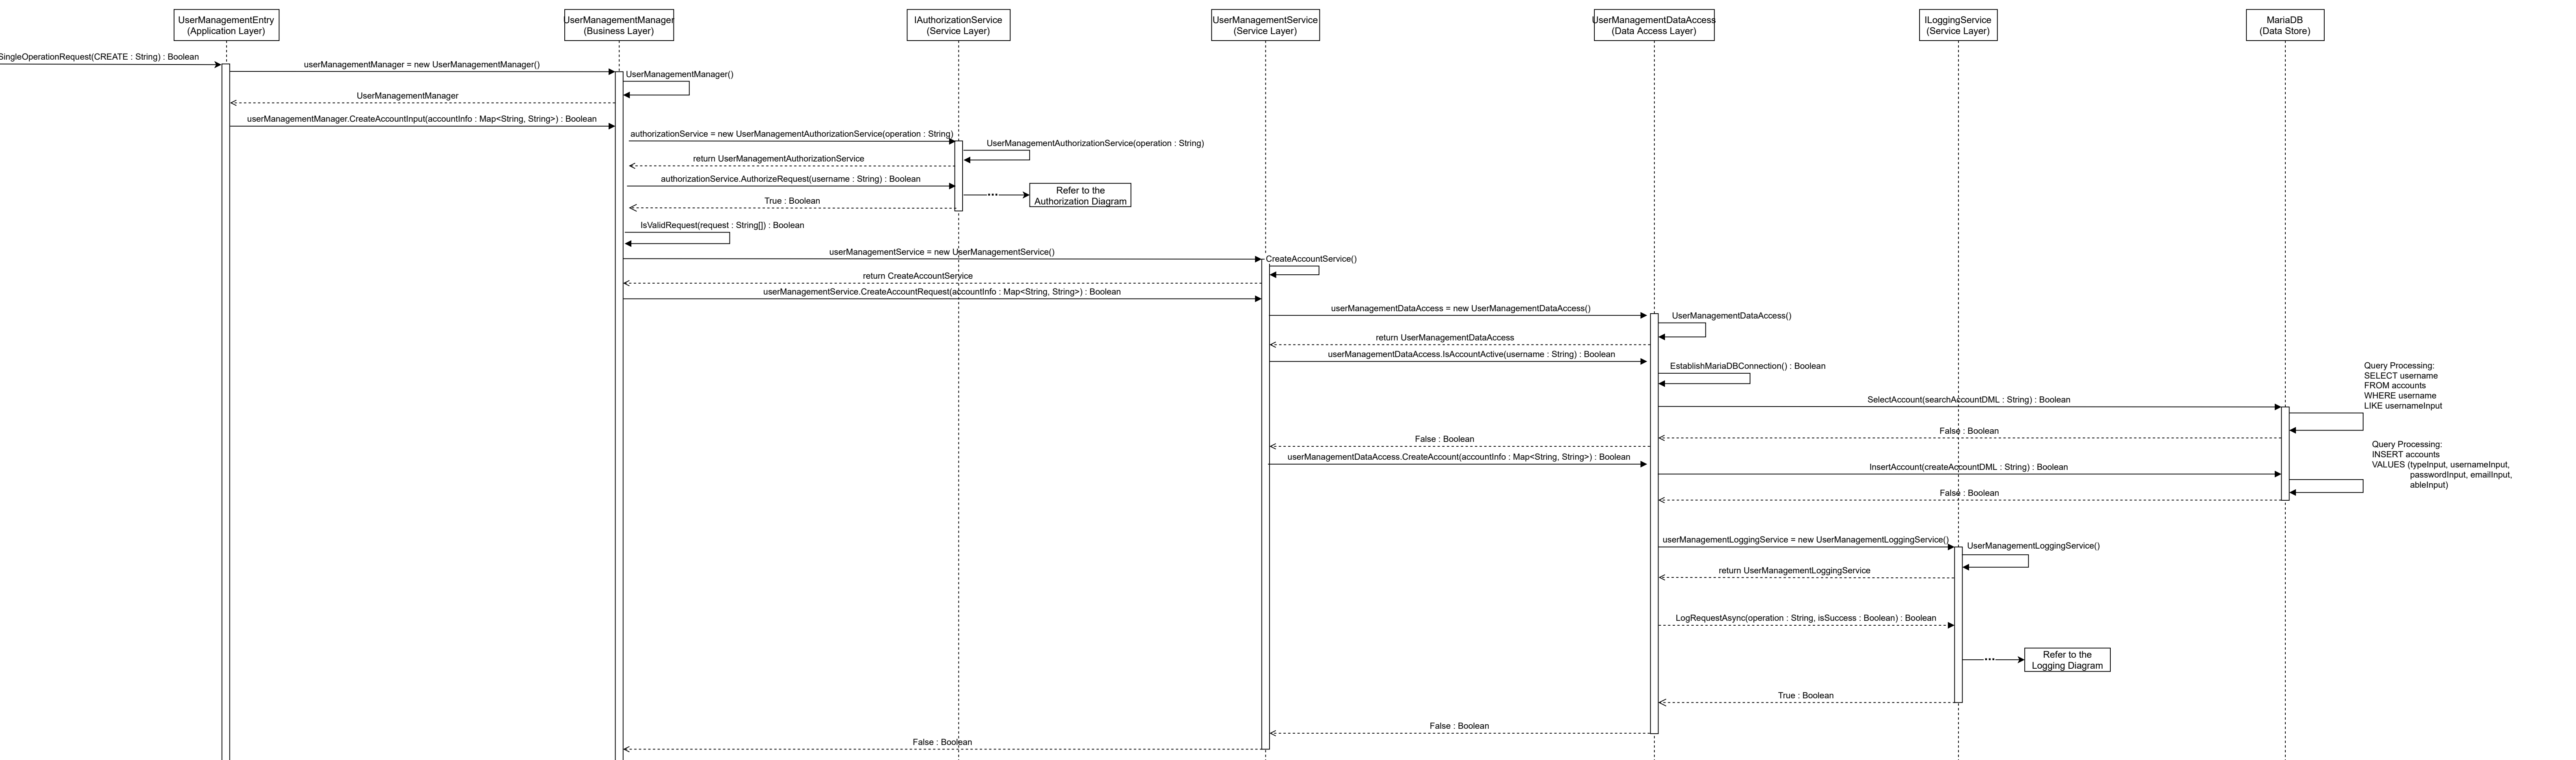 UserManagementEntry
(Application Layer)
UserManagementManager
(Business Layer)
IAuthorizationService
(Service Layer)
UserManagementService
(Service Layer)
UserManagementDataAccess
(Data Access Layer)
ILoggingService
(Service Layer)
MariaDB
(Data Store)
SingleOperationRequest(CREATE : String) : Boolean
userManagementManager = new UserManagementManager()
UserManagementManager()
UserManagementManager
userManagementManager.CreateAccountInput(accountInfo : Map<String, String>) : Boolean
authorizationService = new UserManagementAuthorizationService(operation : String)
UserManagementAuthorizationService(operation : String)
return UserManagementAuthorizationService
authorizationService.AuthorizeRequest(username : String) : Boolean
Refer to the
Authorization Diagram
True : Boolean
IsValidRequest(request : String[]) : Boolean
userManagementService = new UserManagementService()
CreateAccountService()
return CreateAccountService
userManagementService.CreateAccountRequest(accountInfo : Map<String, String>) : Boolean
userManagementDataAccess = new UserManagementDataAccess()
UserManagementDataAccess()
return UserManagementDataAccess
userManagementDataAccess.IsAccountActive(username : String) : Boolean
EstablishMariaDBConnection() : Boolean
SelectAccount(searchAccountDML : String) : Boolean
Query Processing:
SELECT username
FROM accounts
WHERE username
LIKE usernameInput
False : Boolean
False : Boolean
userManagementDataAccess.CreateAccount(accountInfo : Map<String, String>) : Boolean
InsertAccount(createAccountDML : String) : Boolean
Query Processing:
INSERT accounts
VALUES (typeInput, usernameInput,
passwordInput, emailInput,
ableInput)
False : Boolean
userManagementLoggingService = new UserManagementLoggingService()
UserManagementLoggingService()
return UserManagementLoggingService
LogRequestAsync(operation : String, isSuccess : Boolean) : Boolean
Refer to the
Logging Diagram
True : Boolean
False : Boolean
False : Boolean